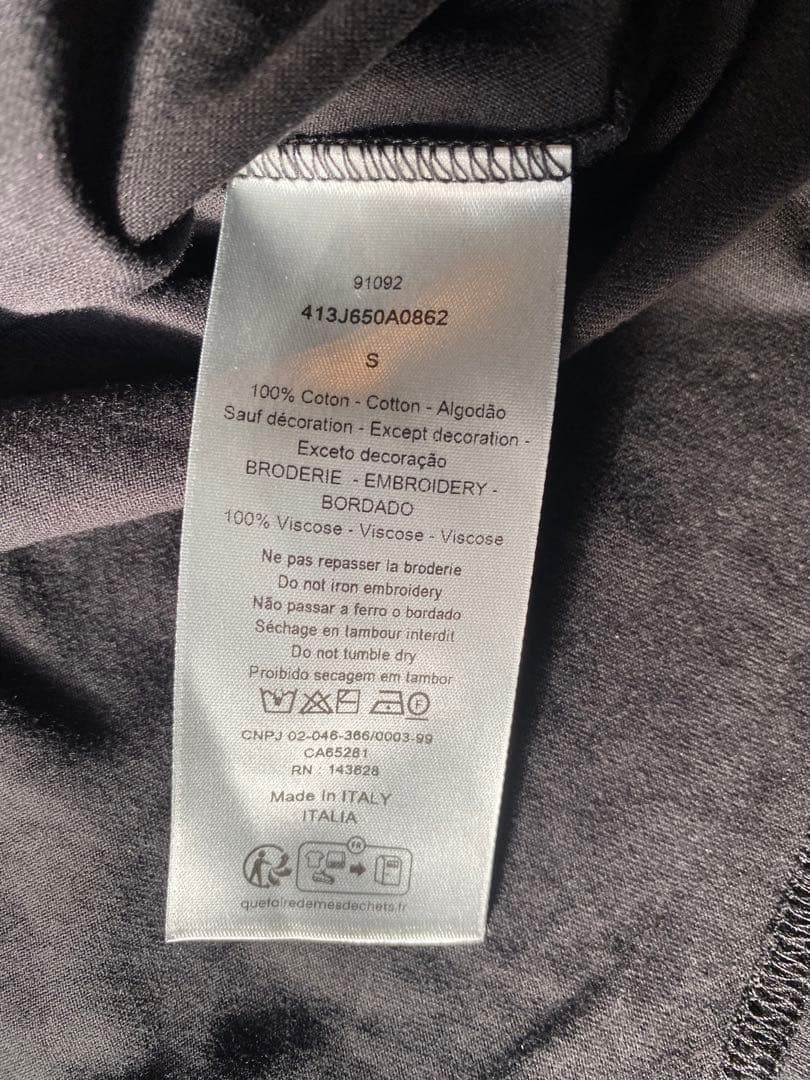 91092
413J650A0862
S
100% Coton - Cotton - Algodão
Sauf décoration - Except decoration -
Exceto decoração
BRODERIE - EMBROIDERY -
BORDADO
100% Viscose - Viscose - Viscose
Ne pas repasser la broderie
Do not iron embroidery
Não passar a ferro o bordado
Séchage en tambour interdit
Do not tumble dry
Proibido secagem em tambor
F
CNPJ 02-046-366/0003-99
CA65281
RN : 143628
Made in ITALY
ITALIA
FR
quefairedemesdechets.fr